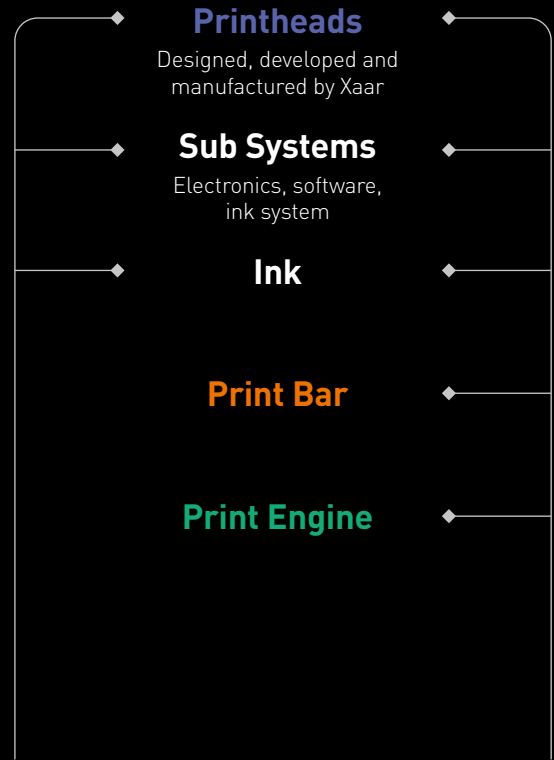 Printheads
Designed, developed and
manufactured by Xaar
Sub Systems
Electronics, software,
ink system
Ink
Print Bar
Print Engine